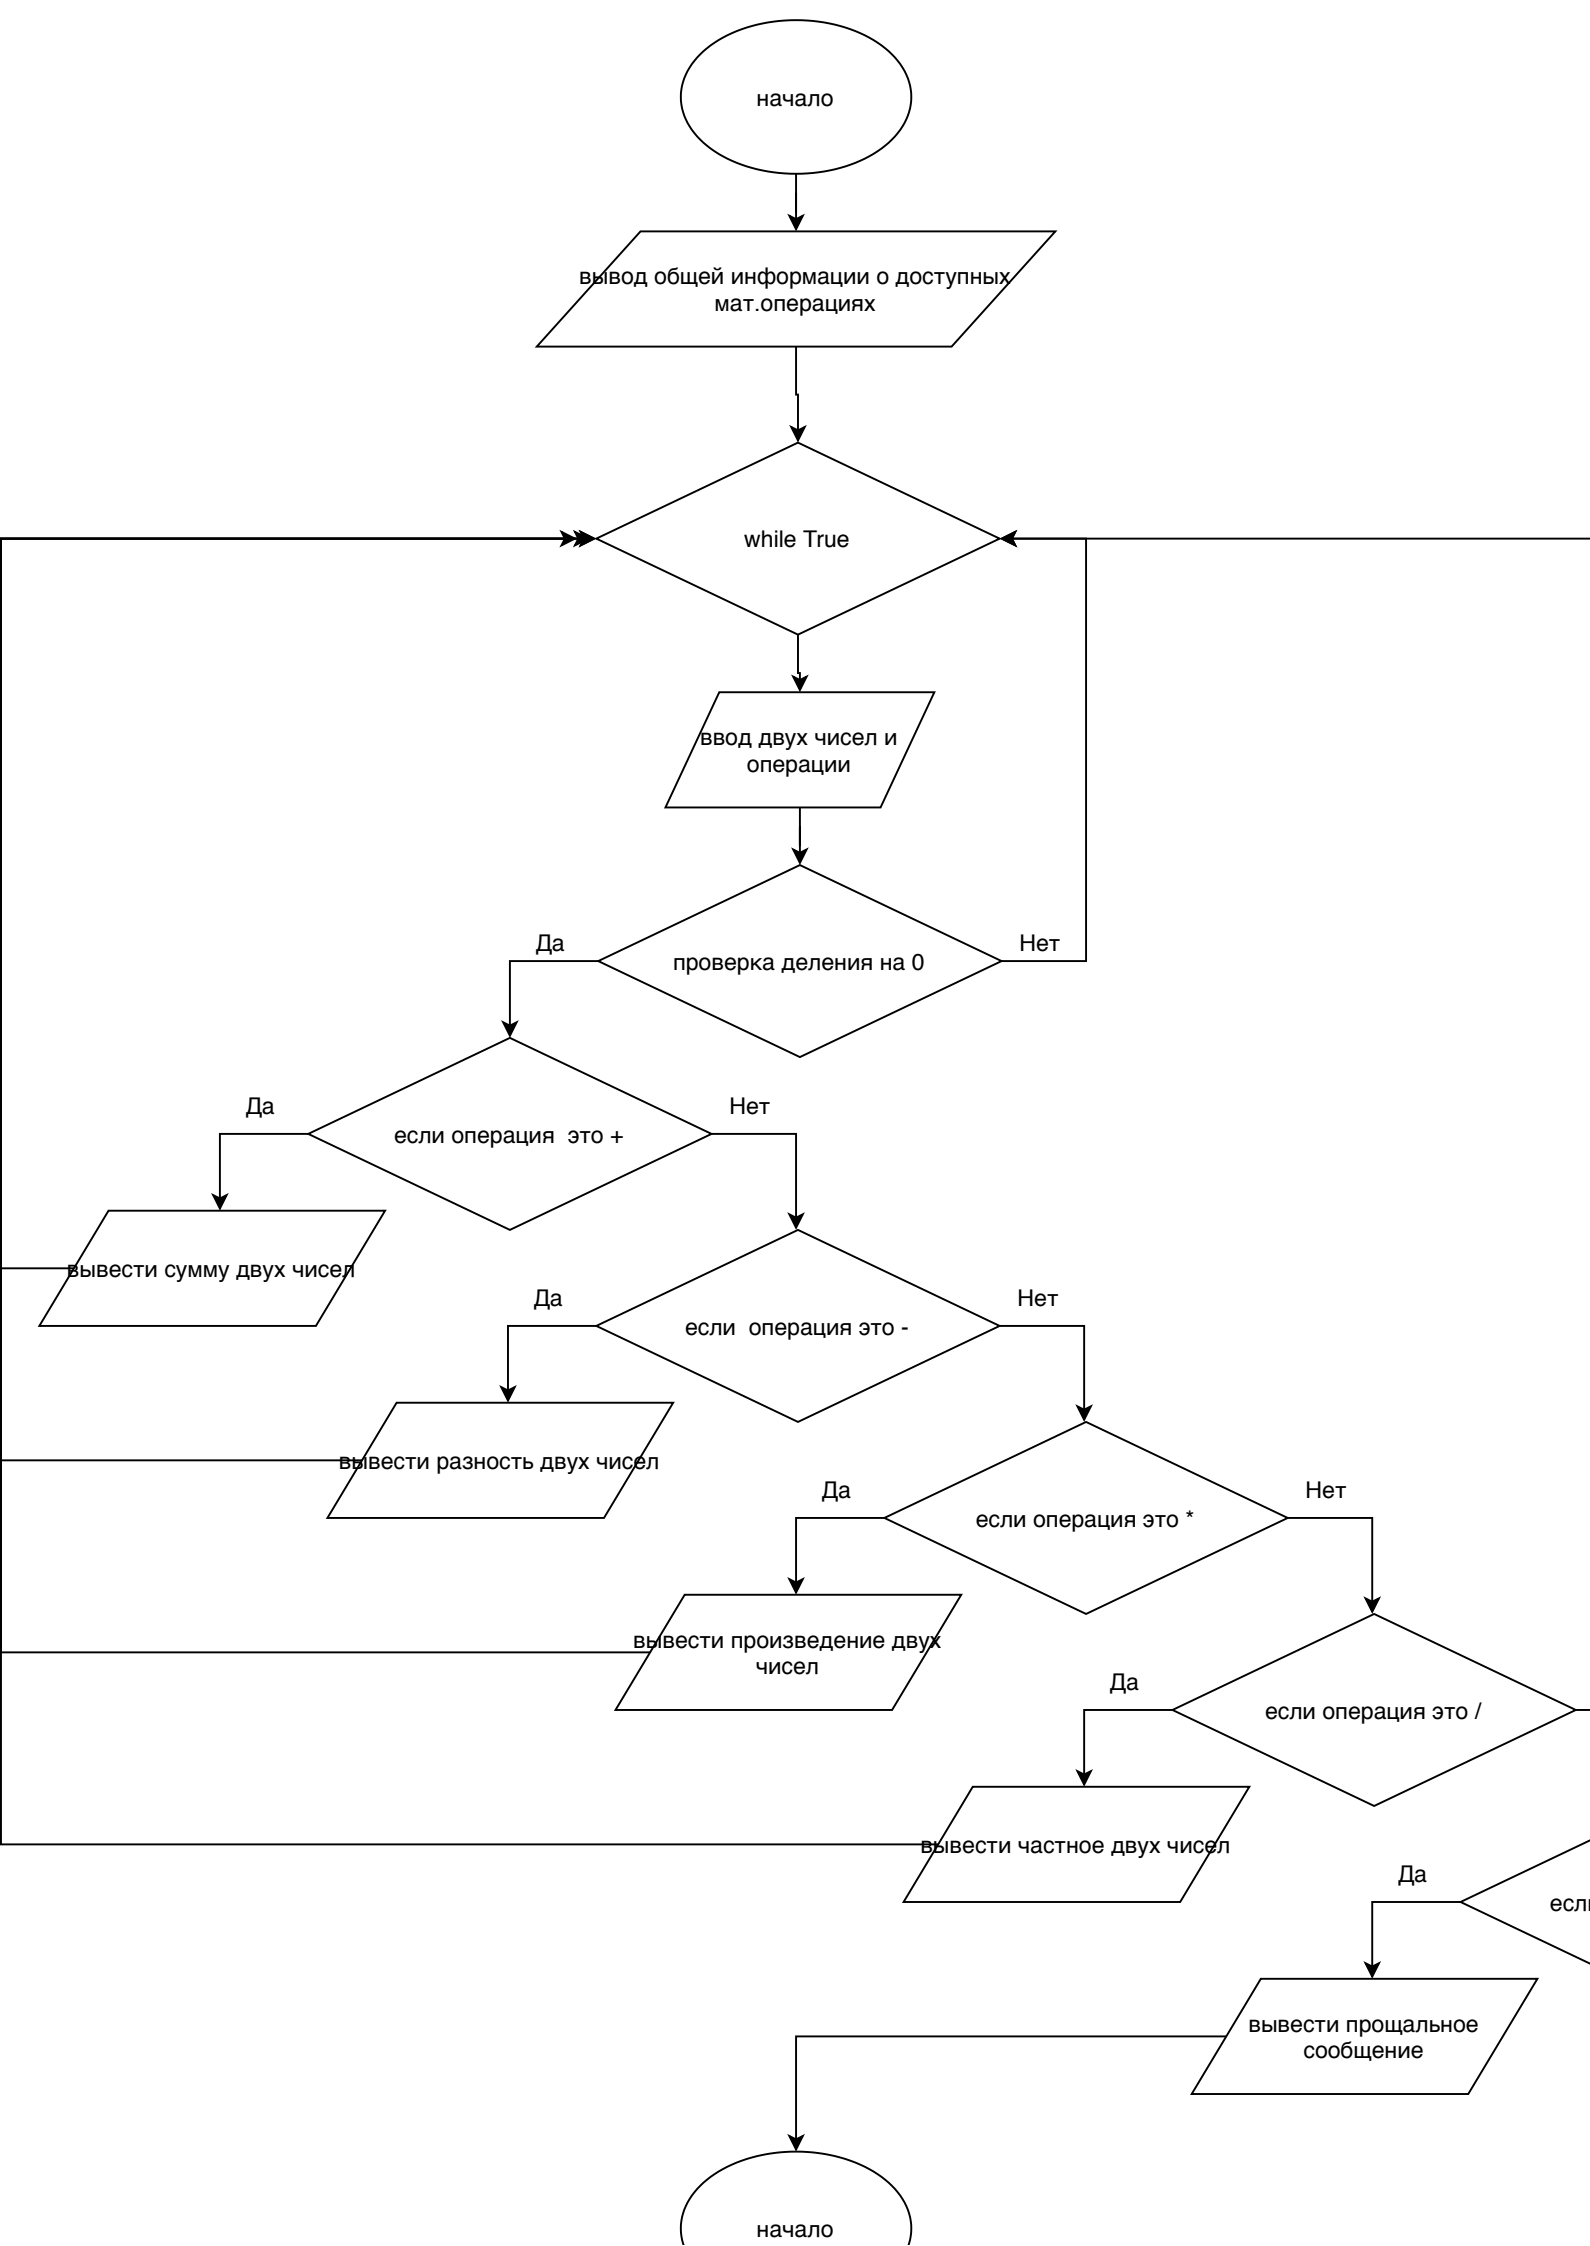 начало
вывод общей информации о доступных
мат.операциях
while True
ввод двух чисел и
операции
Да
Нет
проверка деления на 0
Да
Нет
если операция  это +
вывести сумму двух чисел
Да
Нет
если  операция это -
вывести разность двух чисел
Да
Нет
если операция это *
вывести произведение двух
чисел
Да
если операция это /
вывести частное двух чисел
Да
вывести прощальное
сообщение
начало